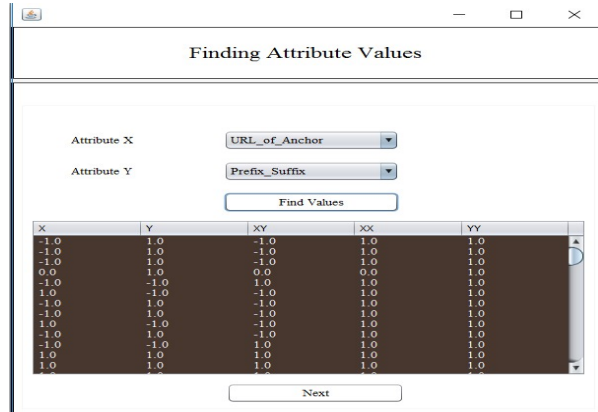 Finding Attribute Values
Attribute X URL_of_Anchor
Attribute Y Prefix_Suffix
Find Values
X Y XY XX YY
-1.0 1.0 -1.0 1.0 1.0
-1.0 1.0 -1.0 1.0 1.0
-1.0 1.0 -1.0 1.0 1.0
0.0 1.0 0.0 0.0 1.0
-1.0 -1.0 1.0 1.0 1.0
1.0 -1.0 -1.0 1.0 1.0
-1.0 1.0 -1.0 1.0 1.0
-1.0 1.0 -1.0 1.0 1.0
1.0 -1.0 -1.0 1.0 1.0
-1.0 1.0 -1.0 1.0 1.0
-1.0 -1.0 1.0 1.0 1.0
1.0 1.0 1.0 1.0 1.0
1.0 1.0 1.0 1.0 1.0
Next